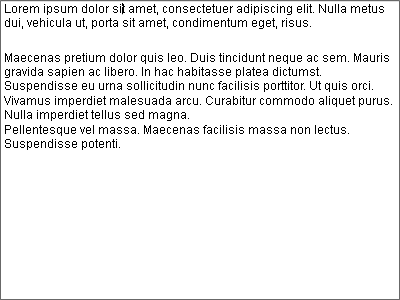 Lorem ipsum dolor sit amet, consectetuer adipiscing elit. Nulla metus
dui, vehicula ut, porta sit amet, condimentum eget, risus.
Maecenas pretium dolor quis leo. Duis tincidunt neque ac sem. Mauris
gravida sapien ac libero. In hac habitasse platea dictumst.
Suspendisse eu urna sollicitudin nunc facilisis porttitor. Ut quis orci.
Vivamus imperdiet malesuada arcu. Curabitur commodo aliquet purus.
Nulla imperdiet tellus sed magna.
Pellentesque vel massa. Maecenas facilisis massa non lectus.
Suspendisse potenti.